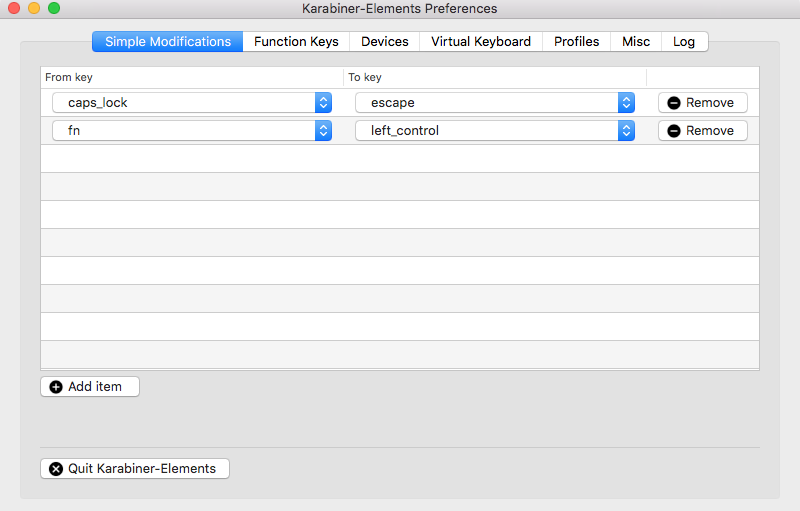 Karabiner-Elements Preferences
Simple Modifications Function Keys Devices Virtual Keyboard Profiles Misc Log
From key To key
caps_lock escape Remove
fn left_control Remove
Add item
Quit Karabiner-Elements